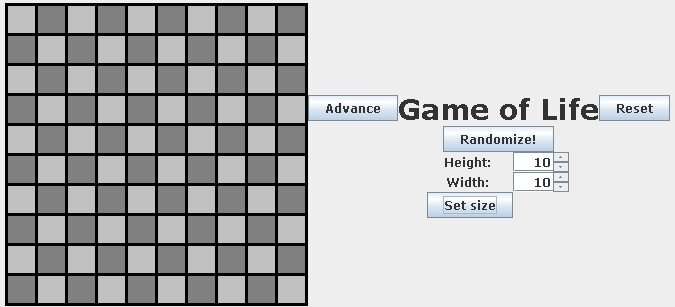 Advance Game of Life Reset
Randomize!
Height: 10
Width: 10
Set size